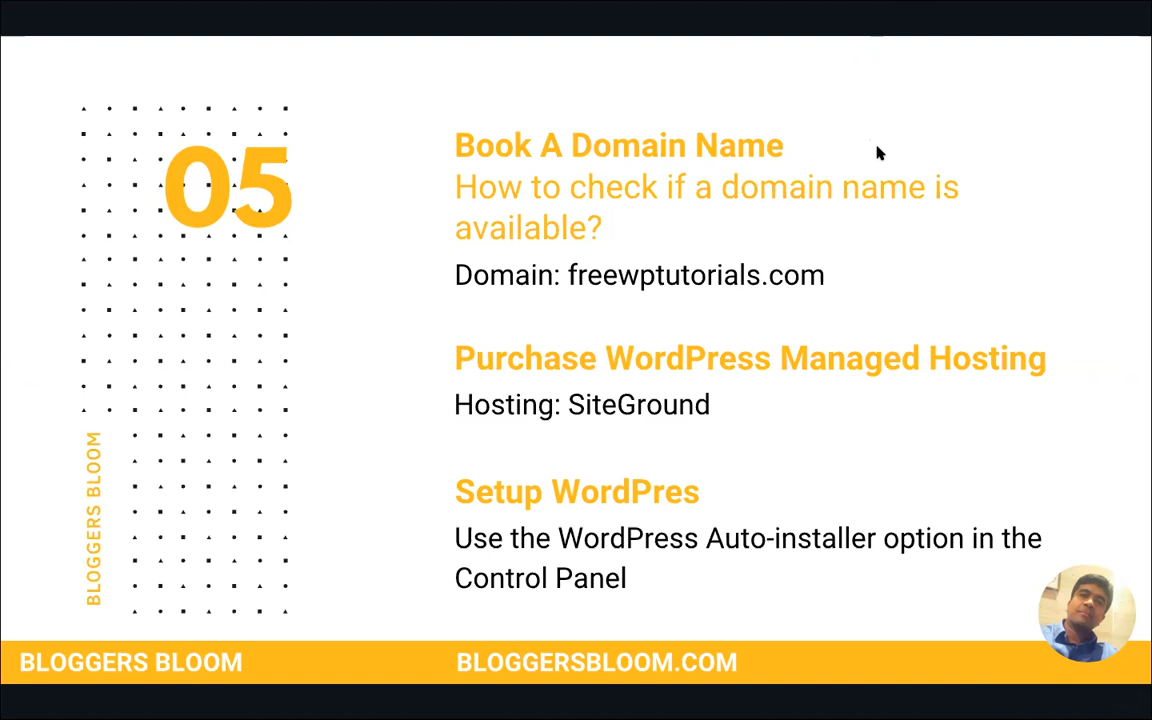 05
Book A Domain Name
How to check if a domain name is
available?
Domain: freewptutorials.com
Purchase WordPress Managed Hosting
Hosting: SiteGround
Setup WordPres
Use the WordPress Auto-installer option in the
Control Panel
BLOGGERS BLOOM
BLOGGERS BLOOM
BLOGGERSBLOOM.COM